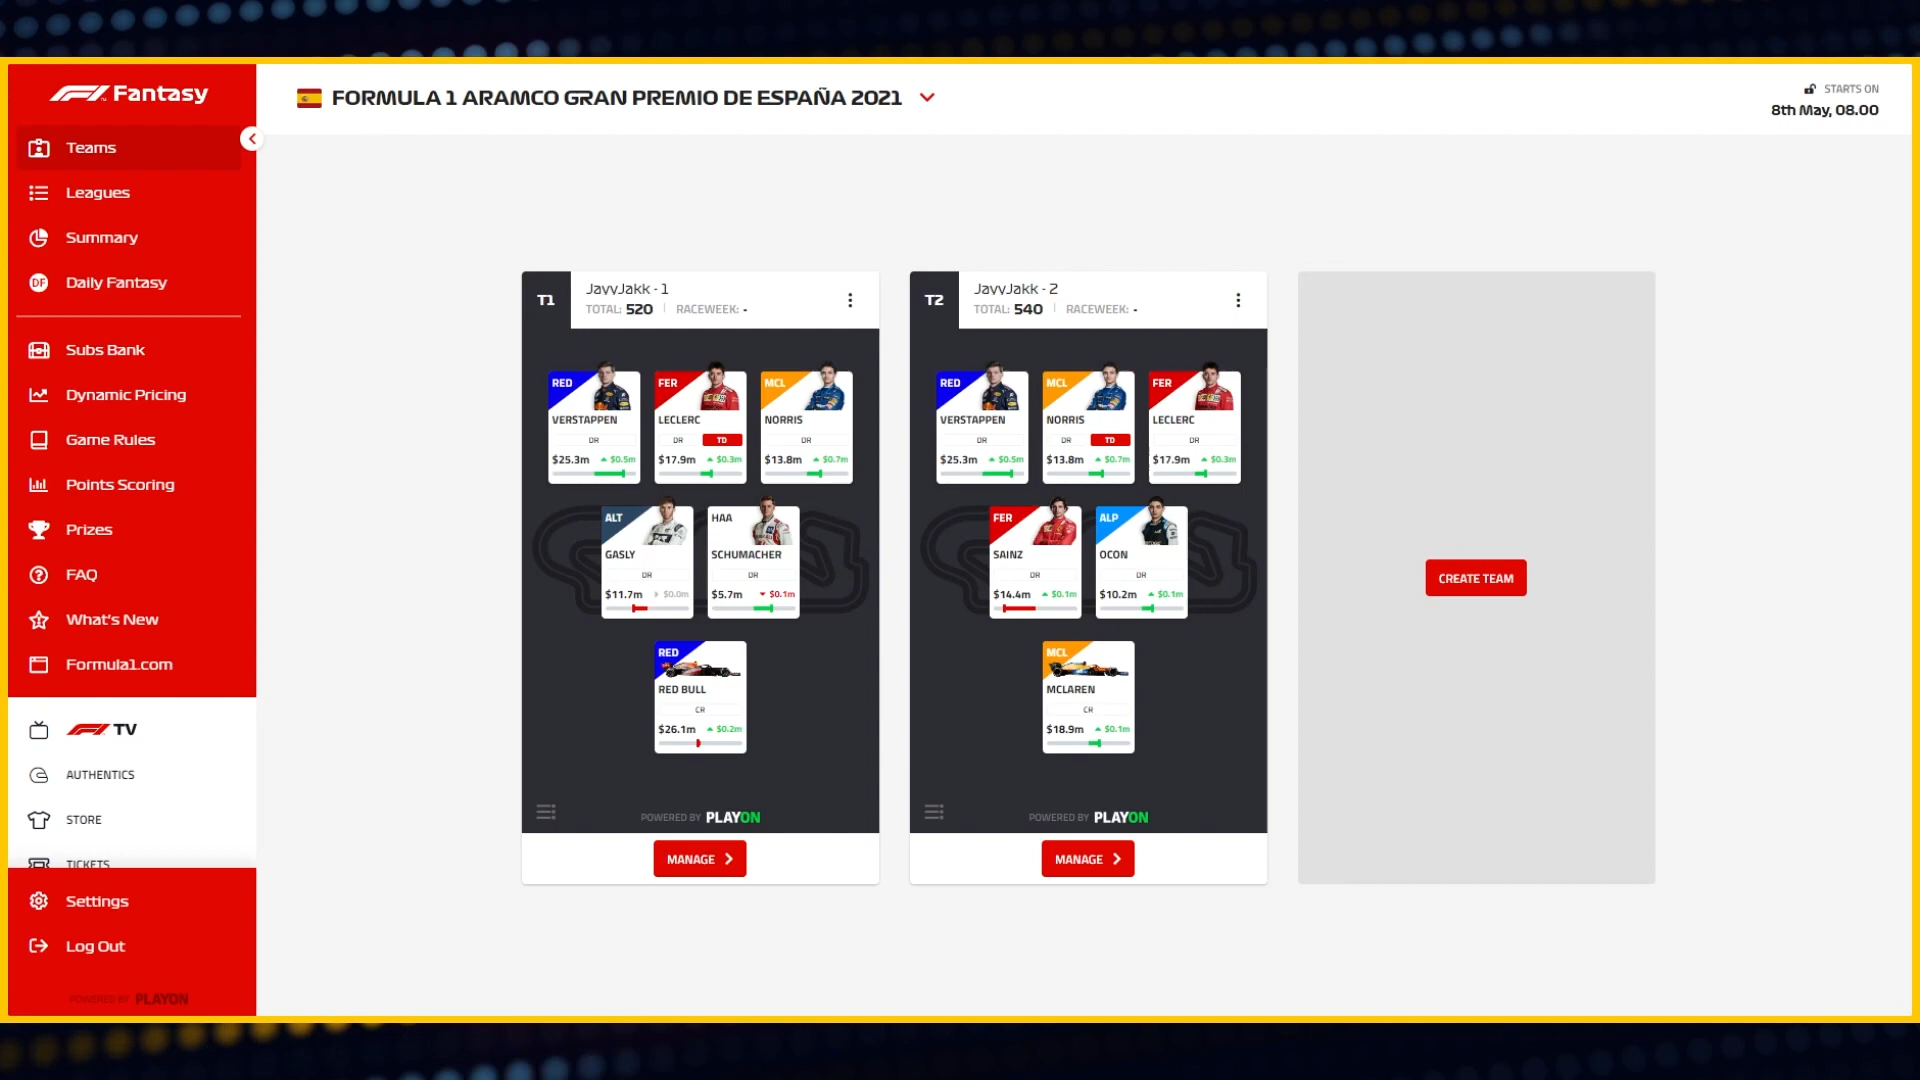 F1 Fantasy
Teams
Leagues
Summary
DF Daily Fantasy
Subs Bank
Dynamic Pricing
Game Rules
Points Scoring
Prizes
FAQ
What's New
Formula1.com
F1 TV
AUTHENTICS
STORE
TICKETS
Settings
Log Out
POWERED BY PLAYON
FORMULA 1 ARAMCO GRAN PREMIO DE ESPAÑA 2021
STARTS ON
8th May, 08.00
T1
JayyJakk - 1
TOTAL: 520 RACEWEEK: -
RED
VERSTAPPEN
DR
$25.3m $0.5m
FER
LECLERC
DR TD
$17.9m $0.3m
MCL
NORRIS
DR
$13.8m $0.7m
ALT
GASLY
DR
$11.7m $0.0m
HAA
SCHUMACHER
DR
$5.7m $0.1m
RED
RED BULL
CR
$26.1m $0.2m
POWERED BY PLAYON
MANAGE
T2
JayyJakk - 2
TOTAL: 540 RACEWEEK: -
RED
VERSTAPPEN
DR
$25.3m $0.5m
MCL
NORRIS
DR TD
$13.8m $0.7m
FER
LECLERC
DR
$17.9m $0.3m
FER
SAINZ
DR
$14.4m $0.1m
ALP
OCON
DR
$10.2m $0.1m
MCL
MCLAREN
CR
$18.9m $0.1m
POWERED BY PLAYON
MANAGE
CREATE TEAM